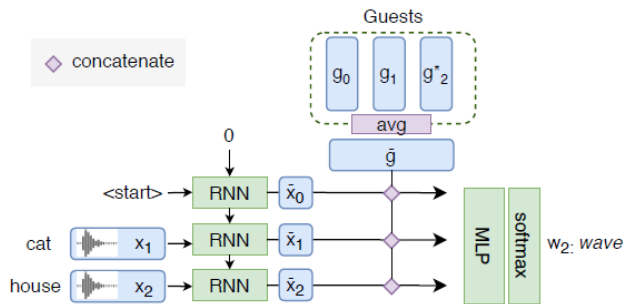 Guests
concatenate
g0 g1 g*2
avg
0
ḡ
<start> RNN x̄0
cat x1 RNN x̄1
house x2 RNN x̄2
MLP
softmax
w2: wave